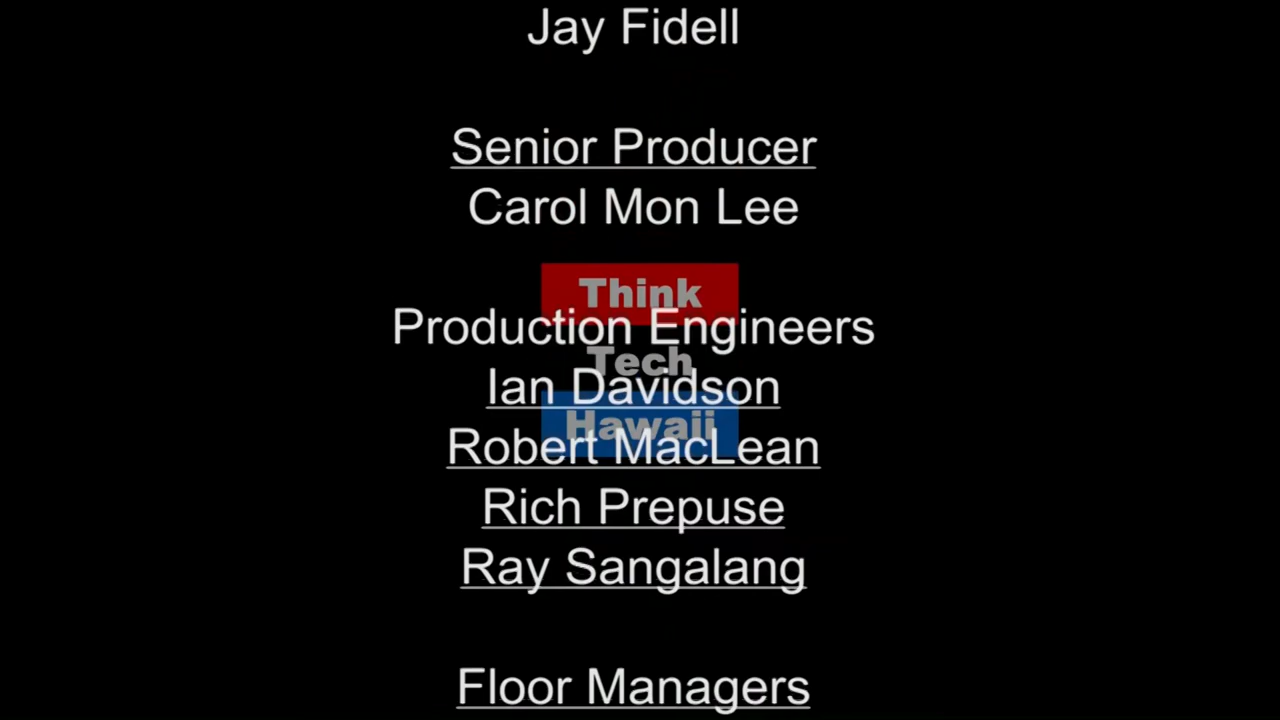 Jay Fidell
Senior Producer
Carol Mon Lee
Think
Production Engineers
Tech
Ian Davidson
Hawaii
Robert MacLean
Rich Prepuse
Ray Sangalang
Floor Managers